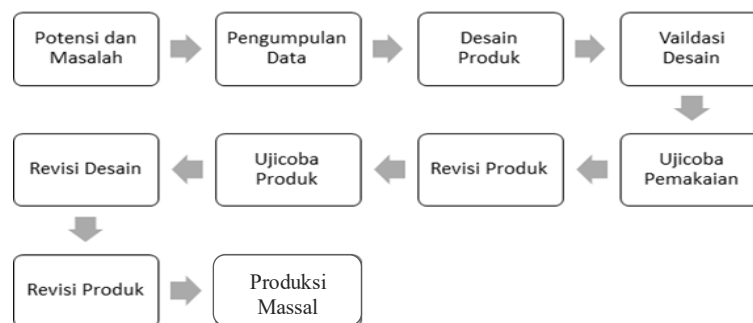 Potensi dan
Masalah
Pengumpulan
Data
Desain
Produk
Vaildasi
Desain
Ujicoba
Pemakaian
Revisi Produk
Ujicoba
Produk
Revisi Desain
Revisi Produk
Produksi
Massal